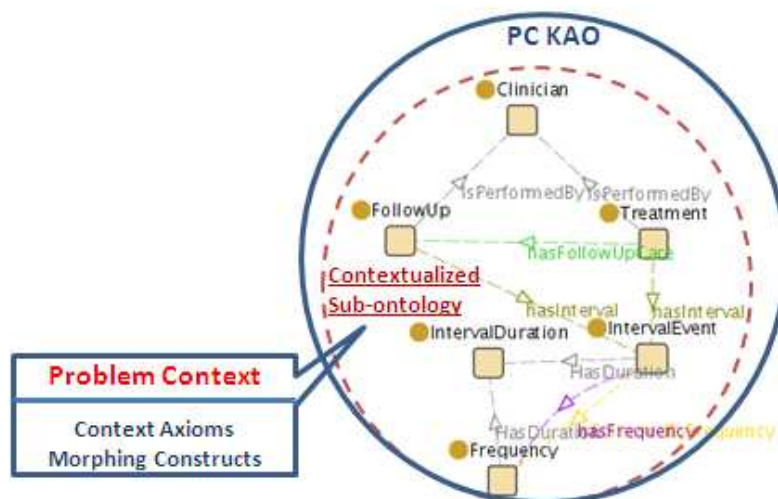 PC KAO
Clinician
isPerformedBy isPerformedBy
FollowUp Treatment
hasFollowUpCare
Contextualized
Sub-ontology
hasInterval hasInterval
IntervalDuration IntervalEvent
HasDuration
HasDuration hasFrequency Frequency
Frequency
Problem Context
Context Axioms
Morphing Constructs